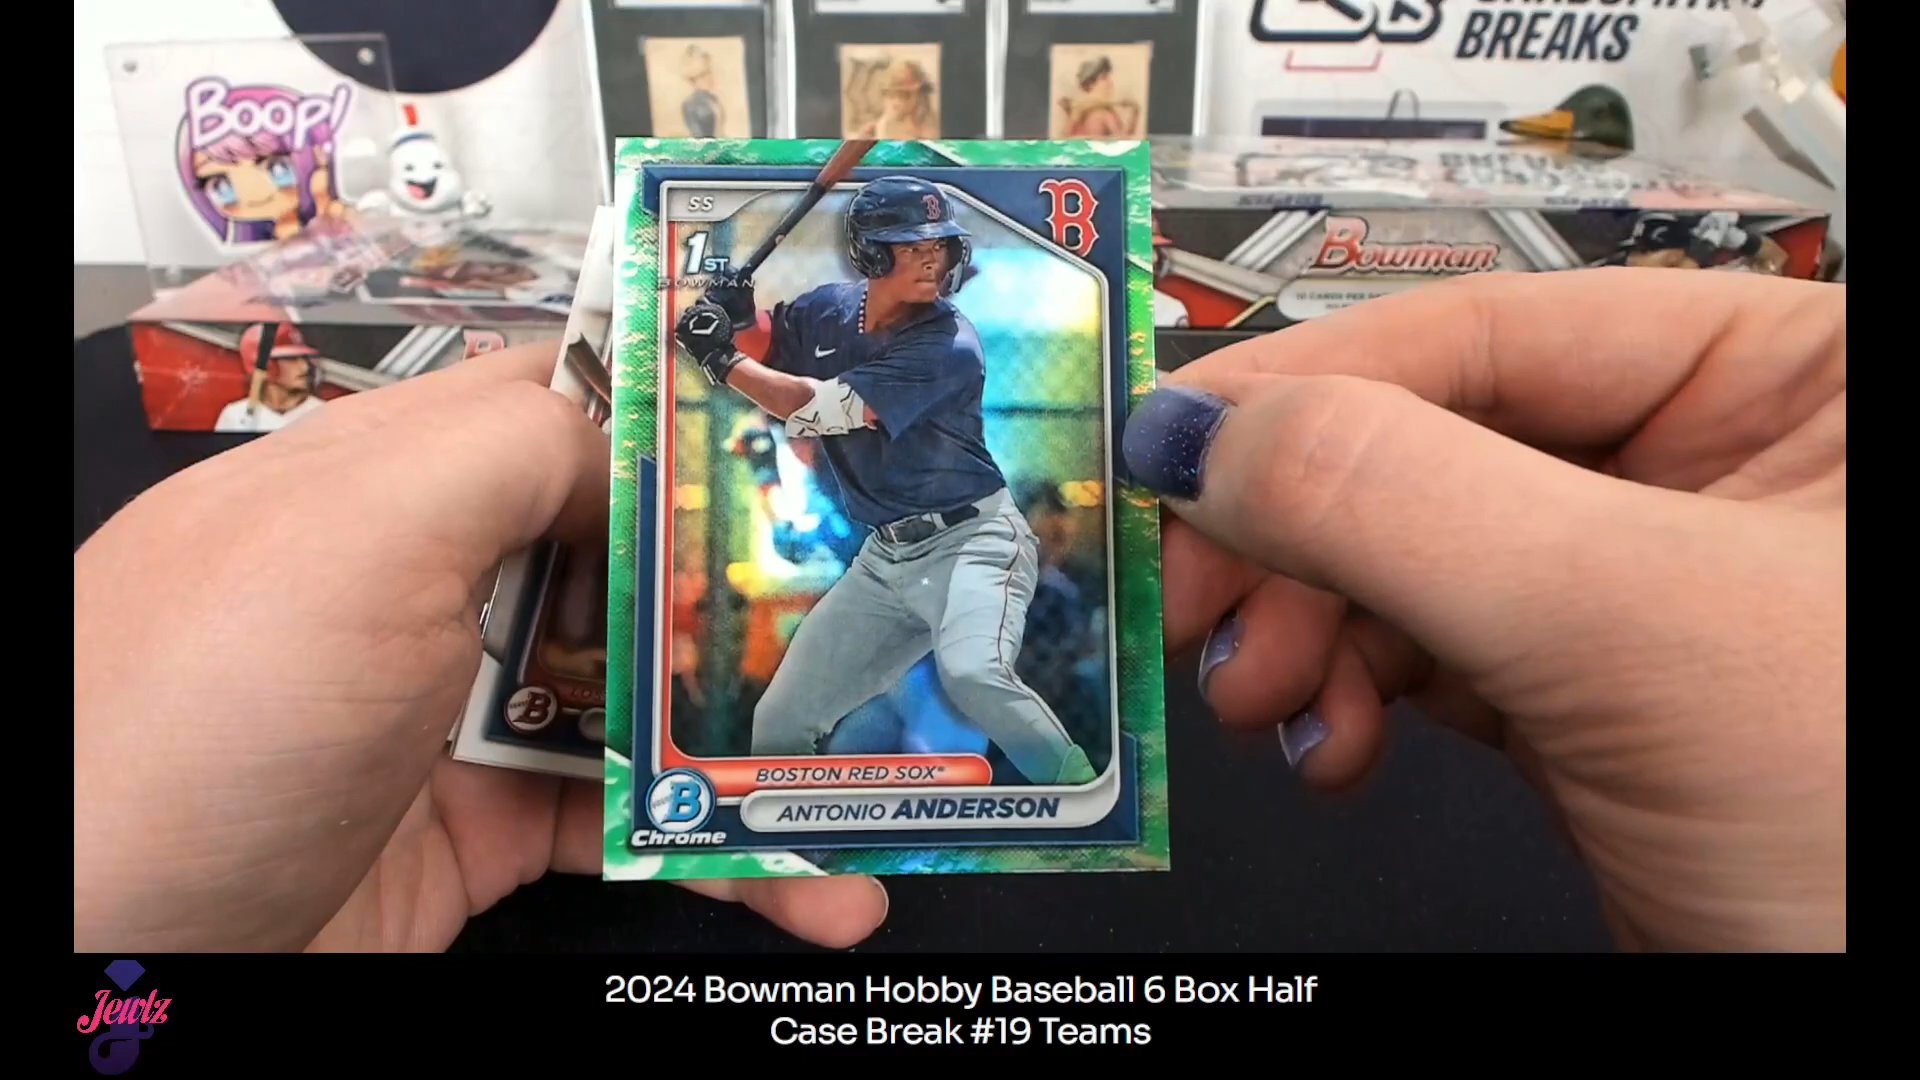 BREAKS
Boop!
Bowman
SS
1ST
BOWMAN
B
B
BOSTON RED SOX®
ANTONIO ANDERSON
B
Chrome
B
Jewlz
2024 Bowman Hobby Baseball 6 Box Half
Case Break #19 Teams